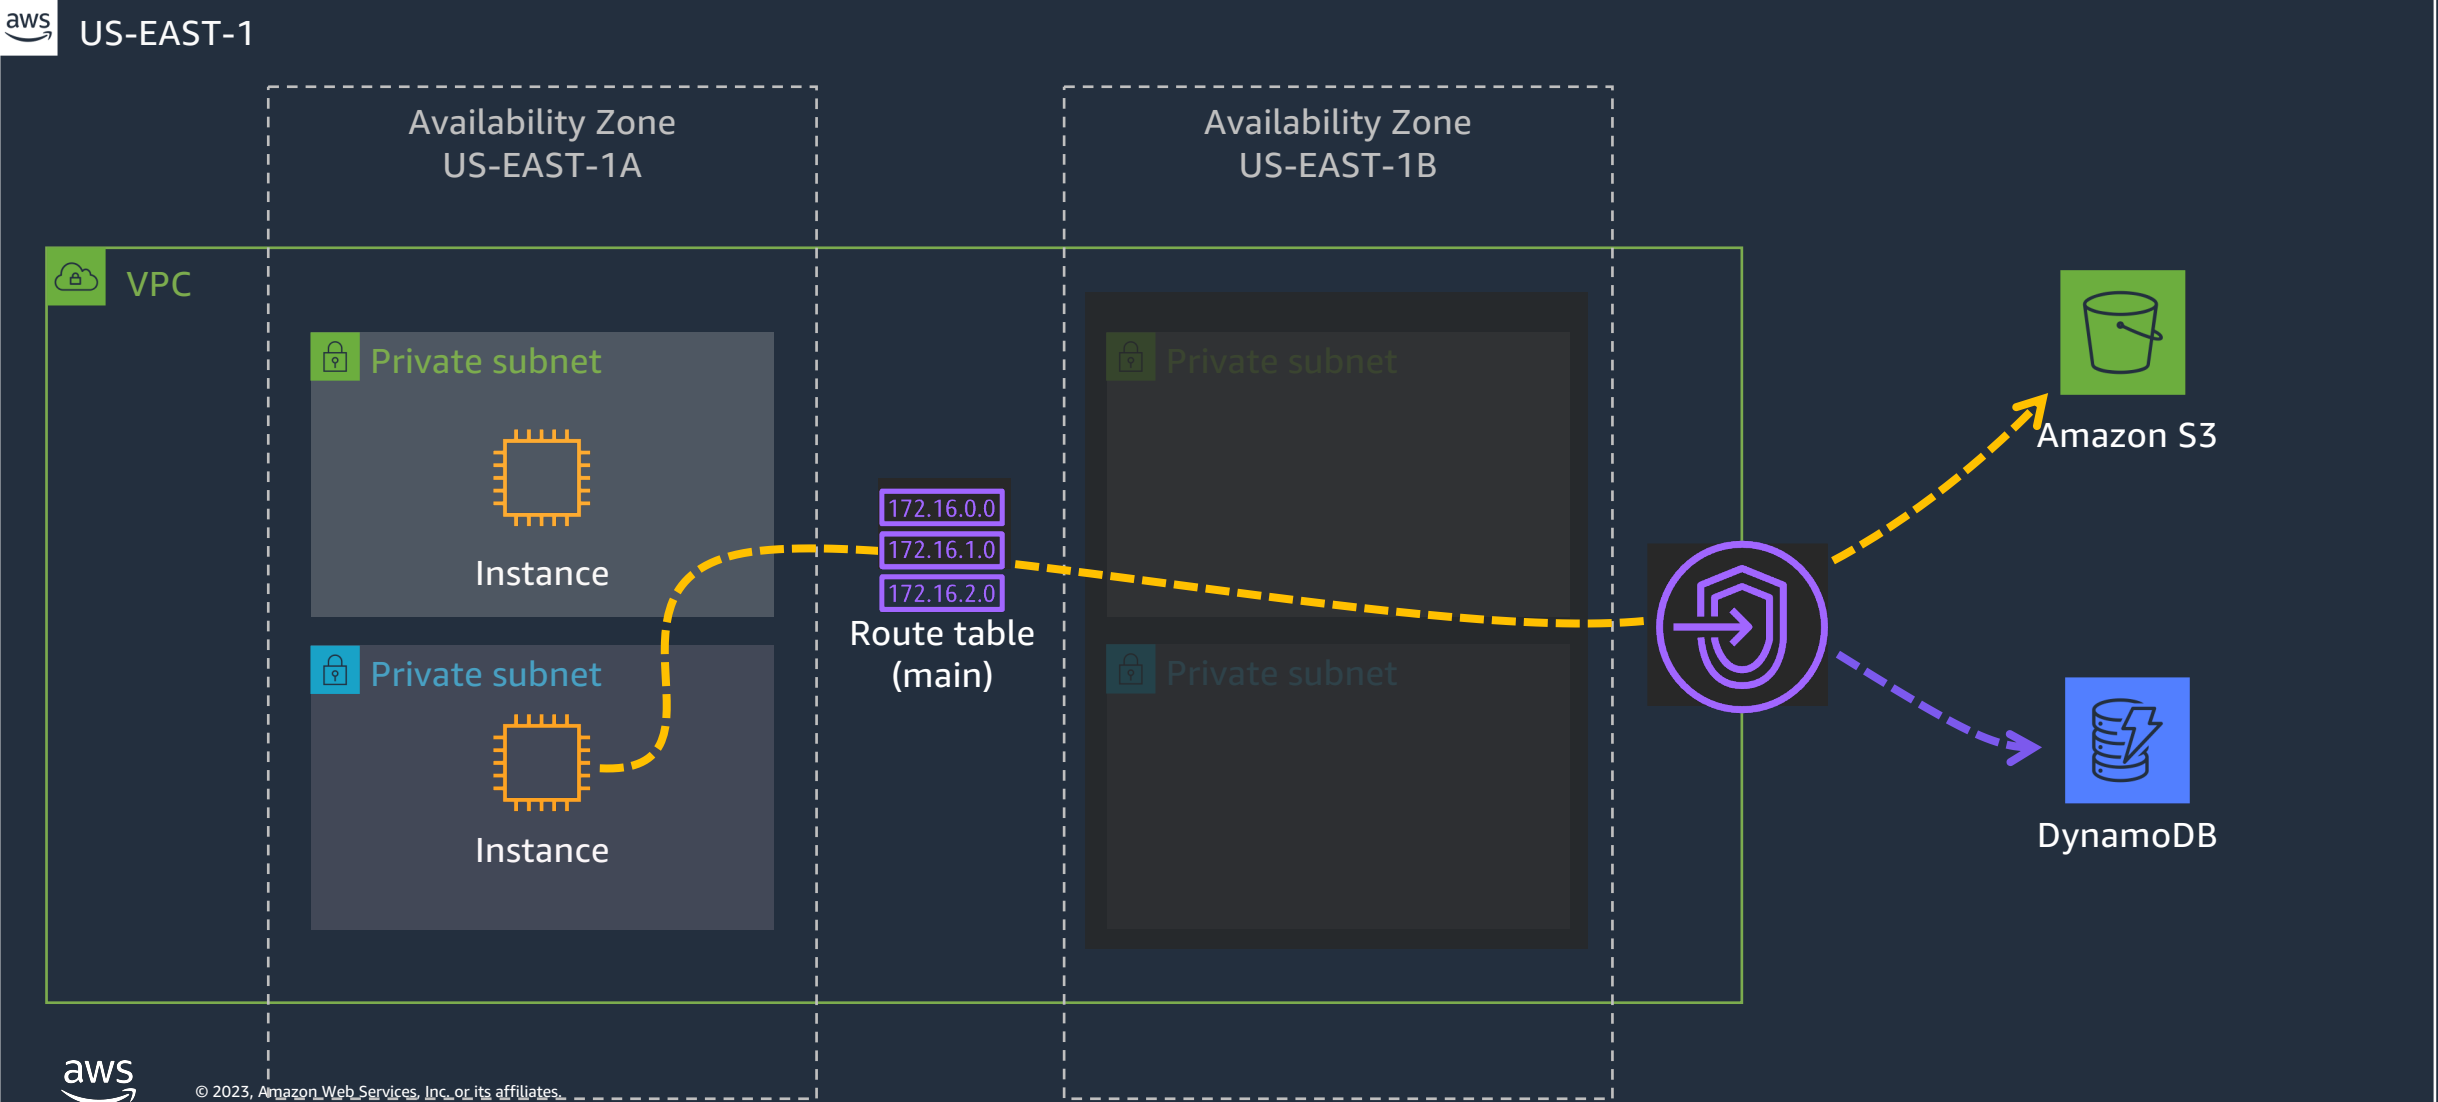 aws
US-EAST-1
Availability Zone
US-EAST-1A
Availability Zone
US-EAST-1B
VPC
Private subnet
Instance
Private subnet
Instance
172.16.0.0
172.16.1.0
172.16.2.0
Route table
(main)
Private subnet
Private subnet
Amazon S3
DynamoDB
aws
© 2023, Amazon Web Services, Inc. or its affiliates.